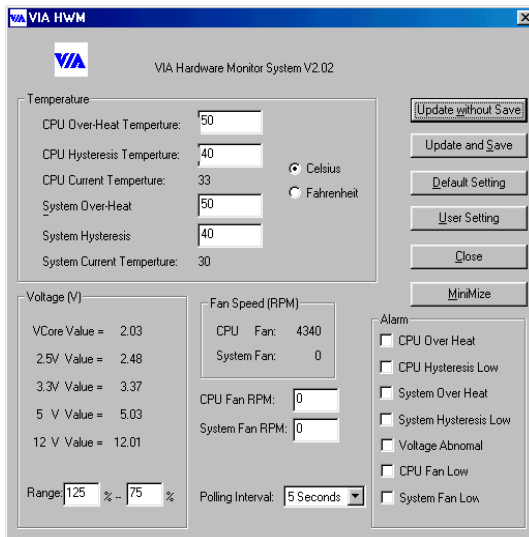 VIA HWM
VIA
VIA Hardware Monitor System V2.02
Temperature
CPU Over-Heat Temperture: 50
CPU Hysteresis Temperture: 40
CPU Current Temperture: 33
System Over-Heat 50
System Hysteresis 40
System Current Temperture: 30
Celsius
Fahrenheit
Update without Save
Update and Save
Default Setting
User Setting
Close
MiniMize
Voltage (V)
VCore Value = 2.03
2.5V Value = 2.48
3.3V Value = 3.37
5 V Value = 5.03
12 V Value = 12.01
Range: 125 % .. 75 %
Fan Speed (RPM)
CPU Fan: 4340
System Fan: 0
CPU Fan RPM: 0
System Fan RPM: 0
Polling Interval: 5 Seconds
Alarm
CPU Over Heat
CPU Hysteresis Low
System Over Heat
System Hysteresis Low
Voltage Abnomal
CPU Fan Low
System Fan Low